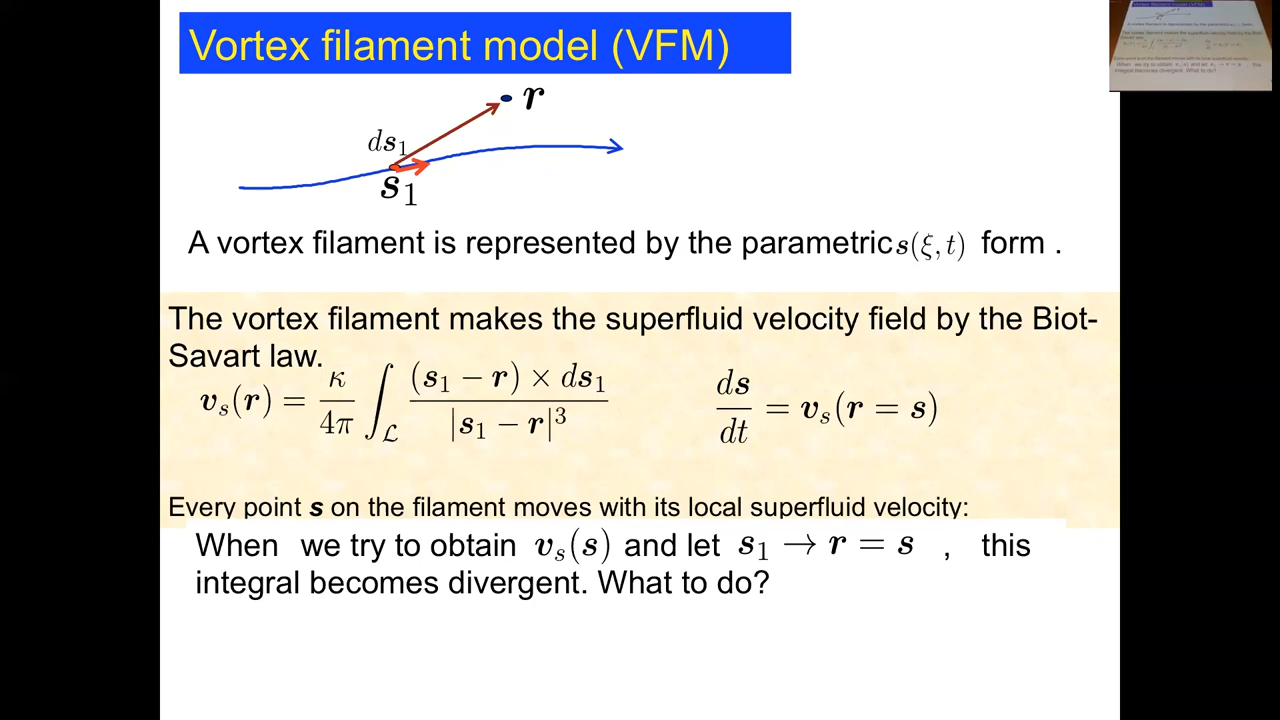 Vortex filament model (VFM)
r
ds₁
s₁
A vortex filament is represented by the parametric s(ξ, t) form .
The vortex filament makes the superfluid velocity field by the Biot-
Savart law.
vₛ(r) = κ/4π ∫_ℒ (s₁ − r) × ds₁ / |s₁ − r|³
ds/dt = vₛ(r = s)
Every point s on the filament moves with its local superfluid velocity:
When we try to obtain vₛ(s) and let s₁ → r = s , this
integral becomes divergent. What to do?